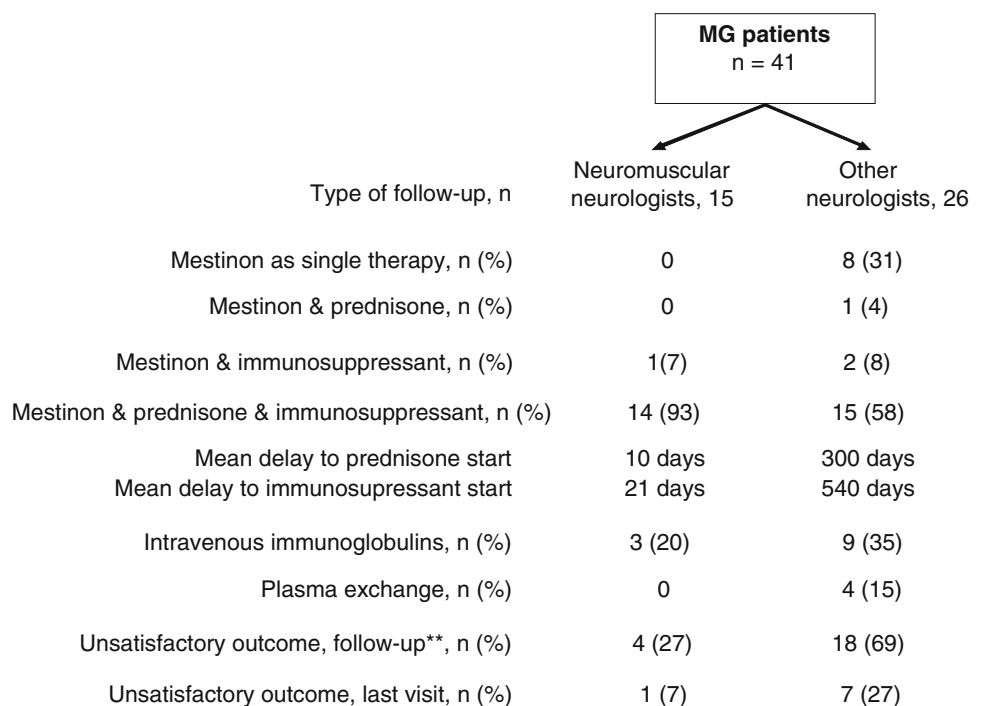 MG patients
n = 41
Type of follow-up, n
Neuromuscular
neurologists, 15
Other
neurologists, 26
Mestinon as single therapy, n (%) 0 8 (31)
Mestinon & prednisone, n (%) 0 1 (4)
Mestinon & immunosuppressant, n (%) 1(7) 2 (8)
Mestinon & prednisone & immunosuppressant, n (%) 14 (93) 15 (58)
Mean delay to prednisone start 10 days 300 days
Mean delay to immunosupressant start 21 days 540 days
Intravenous immunoglobulins, n (%) 3 (20) 9 (35)
Plasma exchange, n (%) 0 4 (15)
Unsatisfactory outcome, follow-up**, n (%) 4 (27) 18 (69)
Unsatisfactory outcome, last visit, n (%) 1 (7) 7 (27)